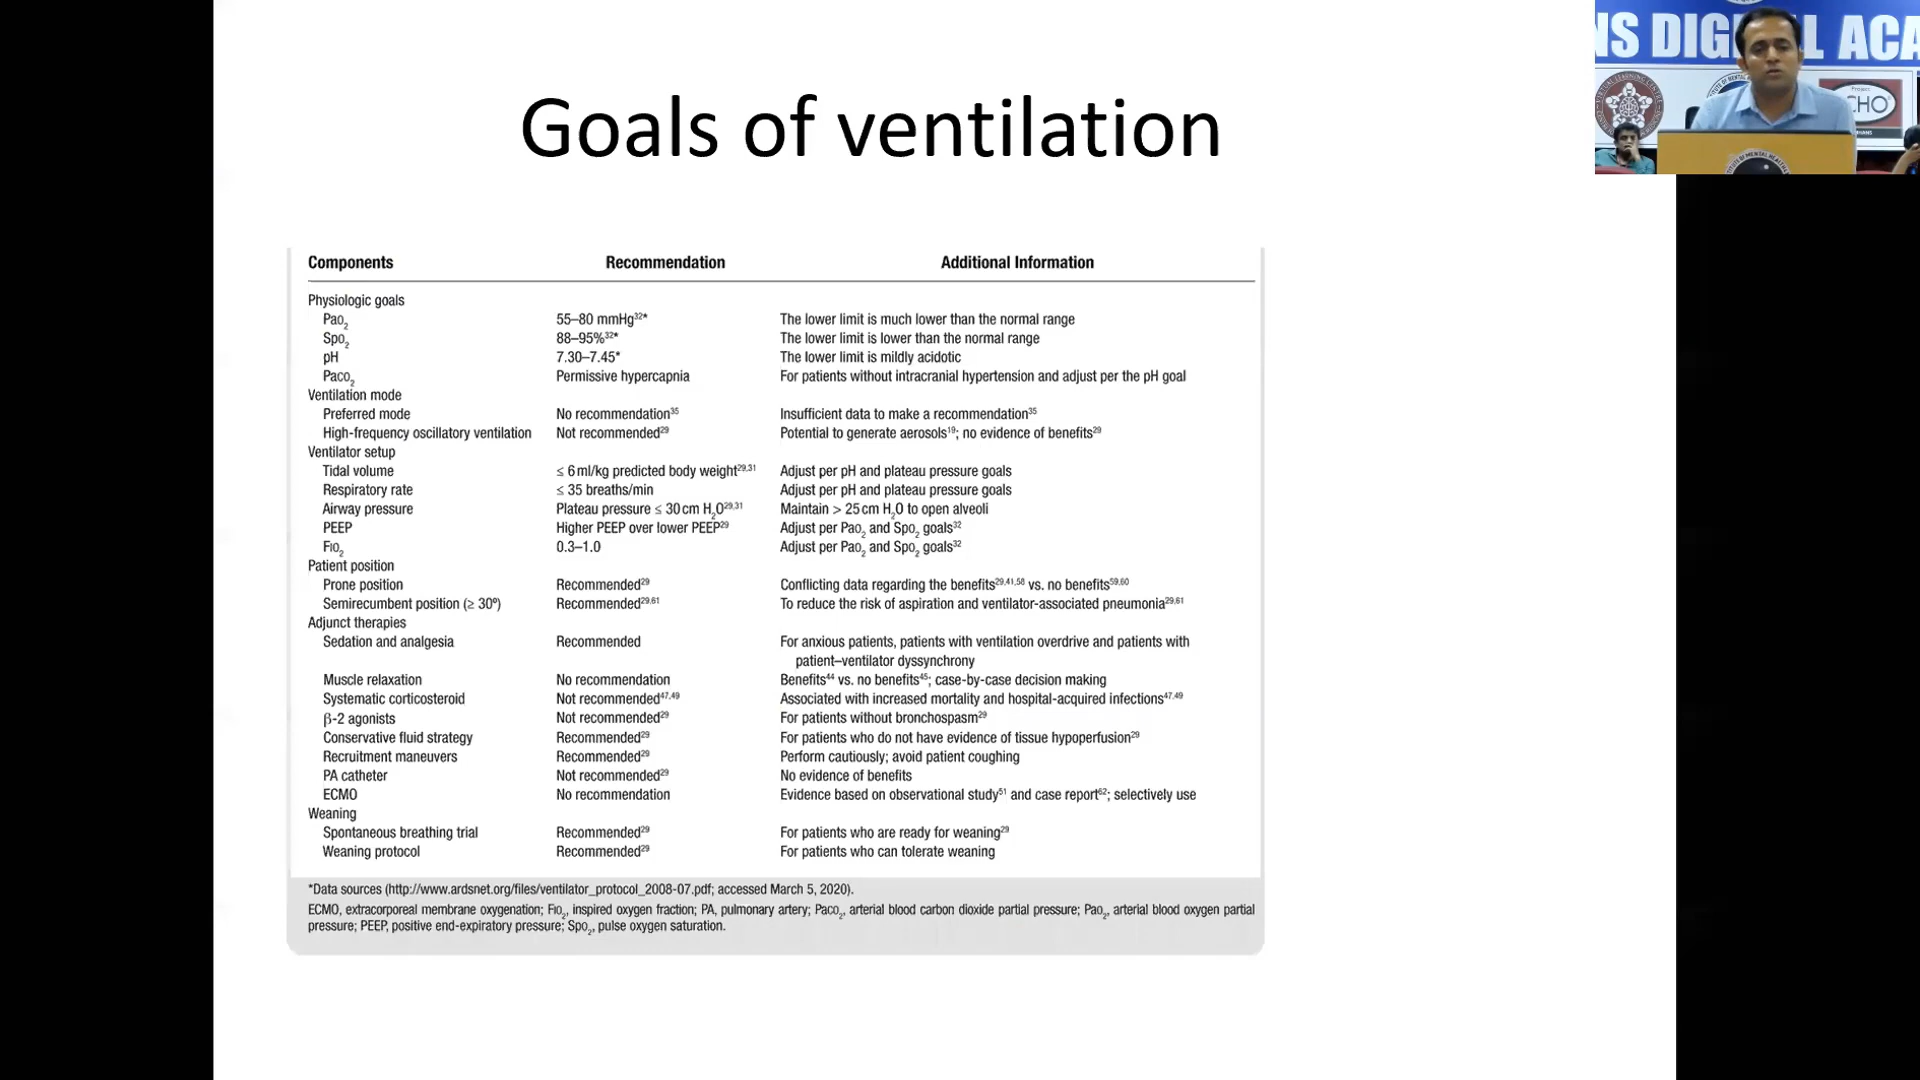 Goals of ventilation
NS DIGITAL ACA
Project
CHO
Components Recommendation Additional Information
Physiologic goals
Pao2 55–80 mmHg32* The lower limit is much lower than the normal range
Spo2 88–95%32* The lower limit is lower than the normal range
pH 7.30–7.45* The lower limit is mildly acidotic
Paco2 Permissive hypercapnia For patients without intracranial hypertension and adjust per the pH goal
Ventilation mode
Preferred mode No recommendation35 Insufficient data to make a recommendation35
High-frequency oscillatory ventilation Not recommended29 Potential to generate aerosols19; no evidence of benefits29
Ventilator setup
Tidal volume ≤ 6 ml/kg predicted body weight29,31 Adjust per pH and plateau pressure goals
Respiratory rate ≤ 35 breaths/min Adjust per pH and plateau pressure goals
Airway pressure Plateau pressure ≤ 30 cm H2O29,31 Maintain > 25 cm H2O to open alveoli
PEEP Higher PEEP over lower PEEP29 Adjust per Pao2 and Spo2 goals32
Fio2 0.3–1.0 Adjust per Pao2 and Spo2 goals32
Patient position
Prone position Recommended29 Conflicting data regarding the benefits29,41,58 vs. no benefits59,60
Semirecumbent position (≥ 30º) Recommended29,61 To reduce the risk of aspiration and ventilator-associated pneumonia29,61
Adjunct therapies
Sedation and analgesia Recommended For anxious patients, patients with ventilation overdrive and patients with
patient–ventilator dyssynchrony
Muscle relaxation No recommendation Benefits44 vs. no benefits45; case-by-case decision making
Systematic corticosteroid Not recommended47,49 Associated with increased mortality and hospital-acquired infections47,49
β-2 agonists Not recommended29 For patients without bronchospasm29
Conservative fluid strategy Recommended29 For patients who do not have evidence of tissue hypoperfusion29
Recruitment maneuvers Recommended29 Perform cautiously; avoid patient coughing
PA catheter Not recommended29 No evidence of benefits
ECMO No recommendation Evidence based on observational study51 and case report62; selectively use
Weaning
Spontaneous breathing trial Recommended29 For patients who are ready for weaning29
Weaning protocol Recommended29 For patients who can tolerate weaning
*Data sources (http://www.ardsnet.org/files/ventilator_protocol_2008-07.pdf; accessed March 5, 2020).
ECMO, extracorporeal membrane oxygenation; Fio2, inspired oxygen fraction; PA, pulmonary artery; Paco2, arterial blood carbon dioxide partial pressure; Pao2, arterial blood oxygen partial
pressure; PEEP, positive end-expiratory pressure; Spo2, pulse oxygen saturation.